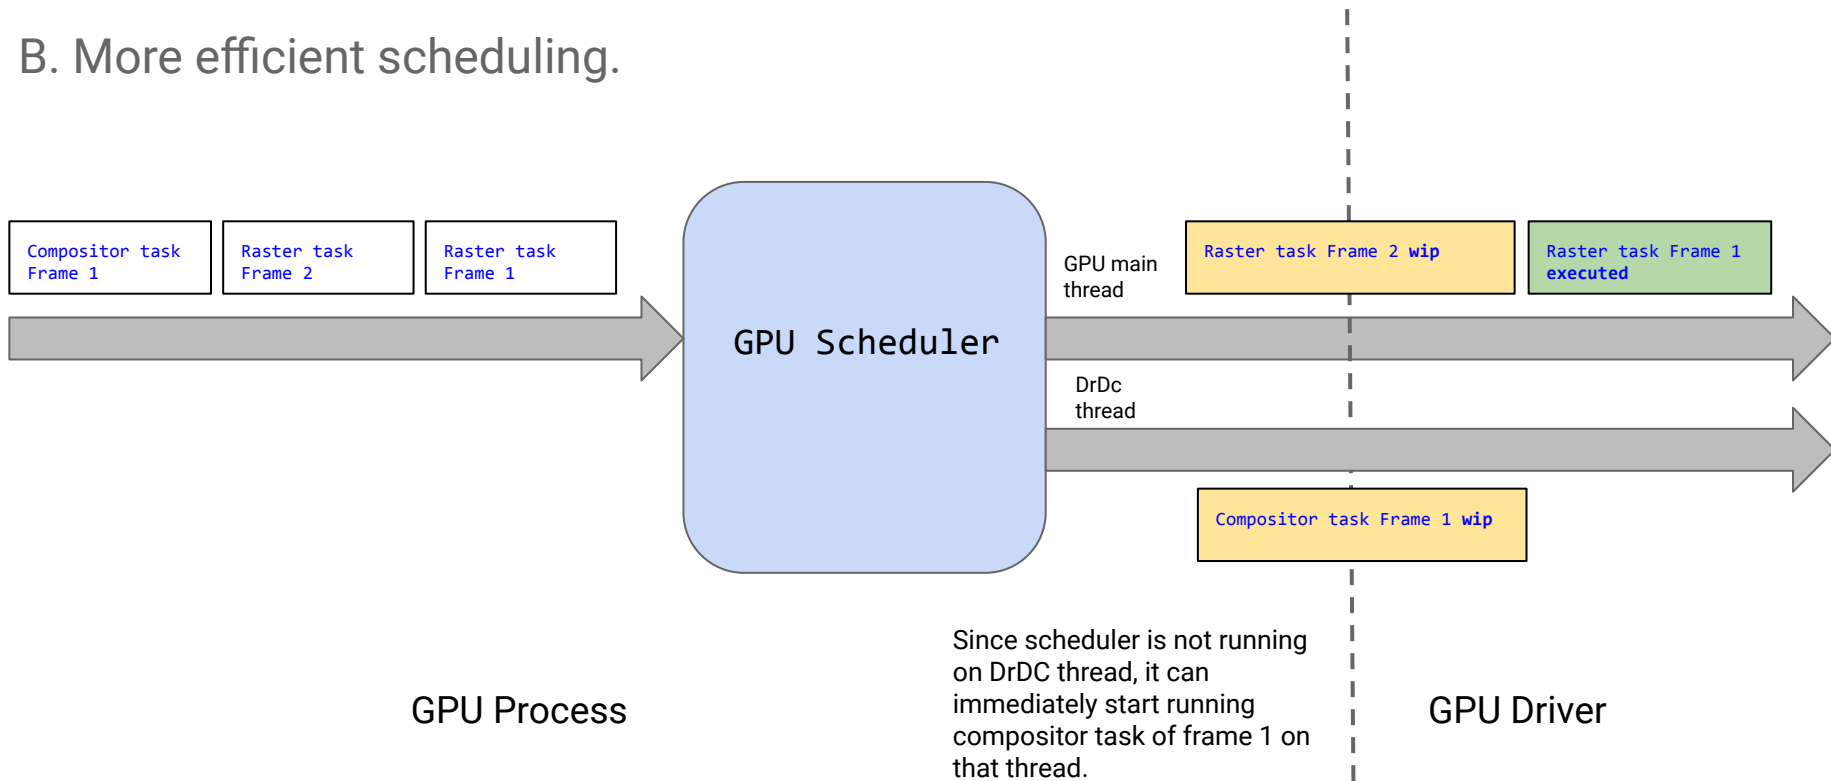 B. More efficient scheduling.
Compositor task
Frame 1
Raster task
Frame 2
Raster task
Frame 1
GPU Scheduler
GPU main
thread
Raster task Frame 2 wip
Raster task Frame 1
executed
DrDc
thread
Compositor task Frame 1 wip
Since scheduler is not running
on DrDC thread, it can
immediately start running
compositor task of frame 1 on
that thread.
GPU Process
GPU Driver